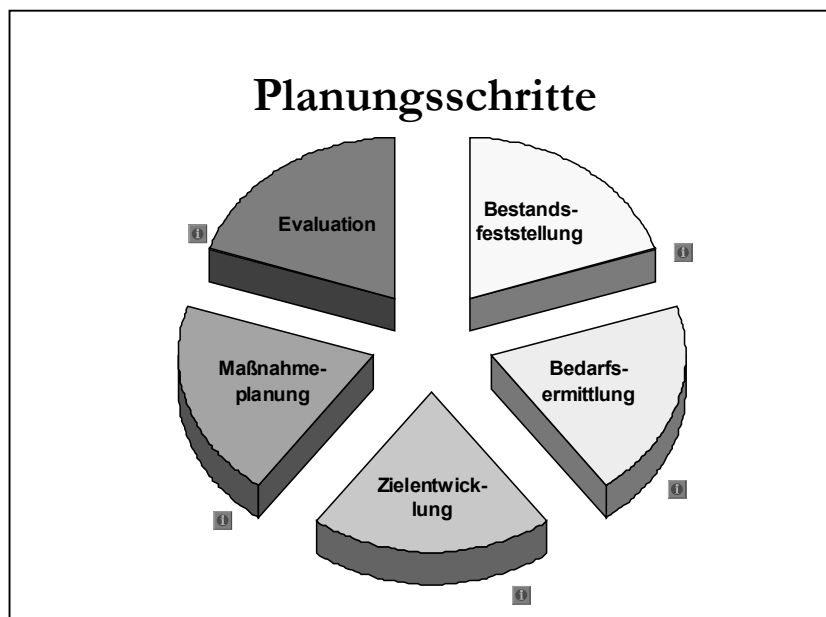 Planungsschritte
Evaluation
Bestands-
feststellung
Maßnahme-
planung
Bedarfs-
ermittlung
Zielentwick-
lung